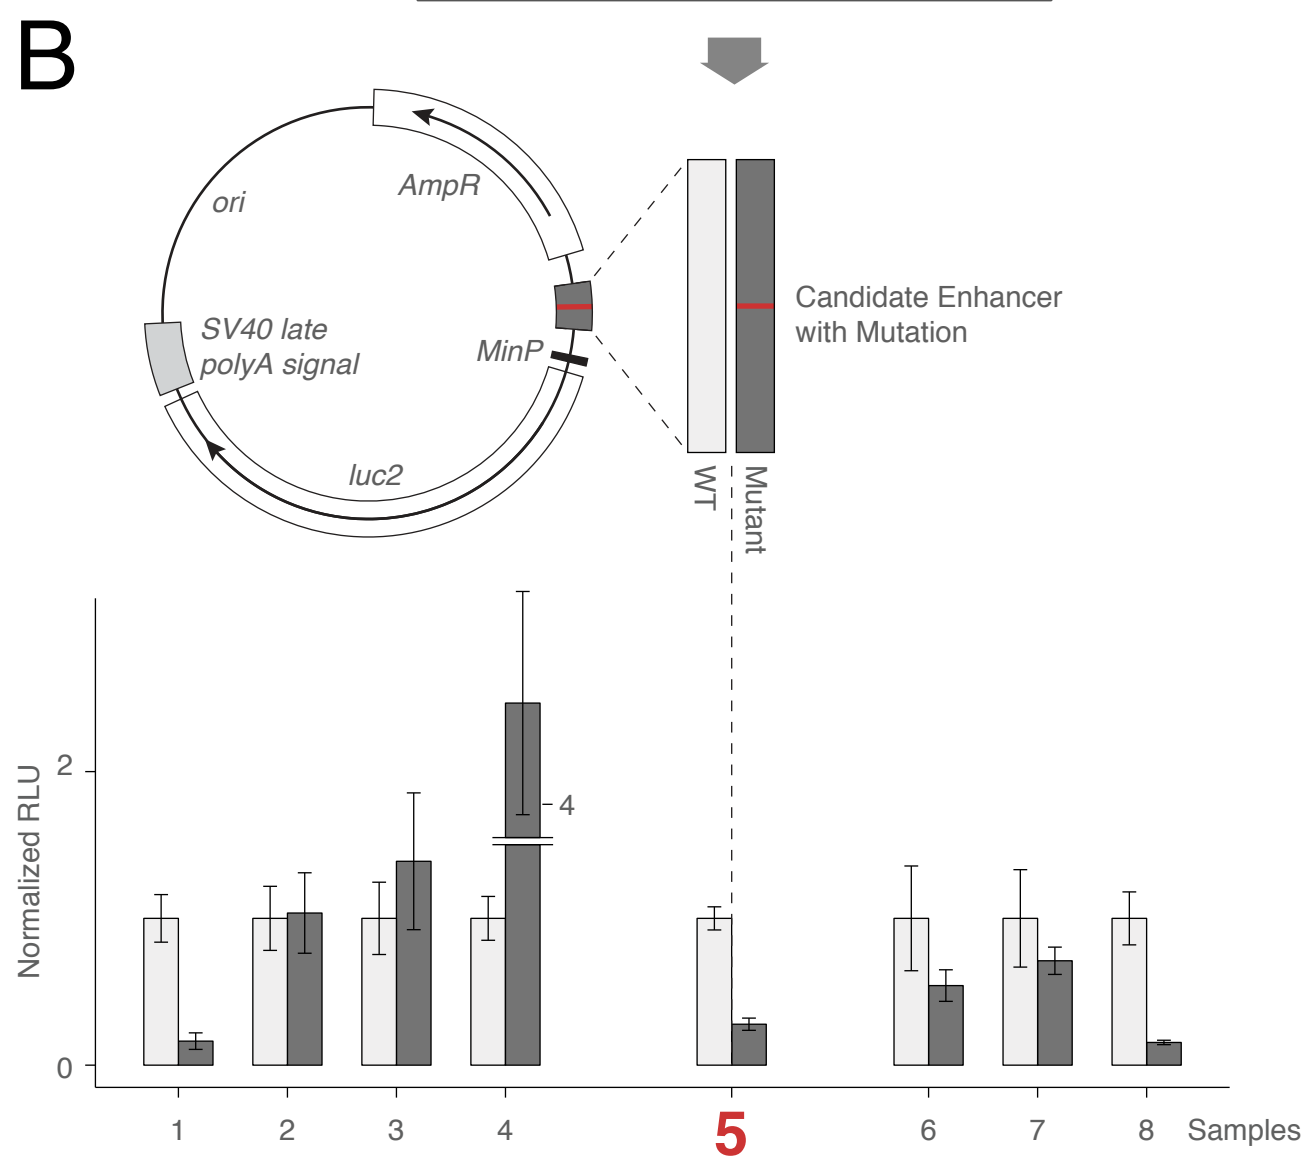 B
AmpR
ori
SV40 late
polyA signal
MinP
luc2
Candidate Enhancer
with Mutation
WT
Mutant
Normalized RLU
2
0
4
1
2
3
4
5
6
7
8
Samples